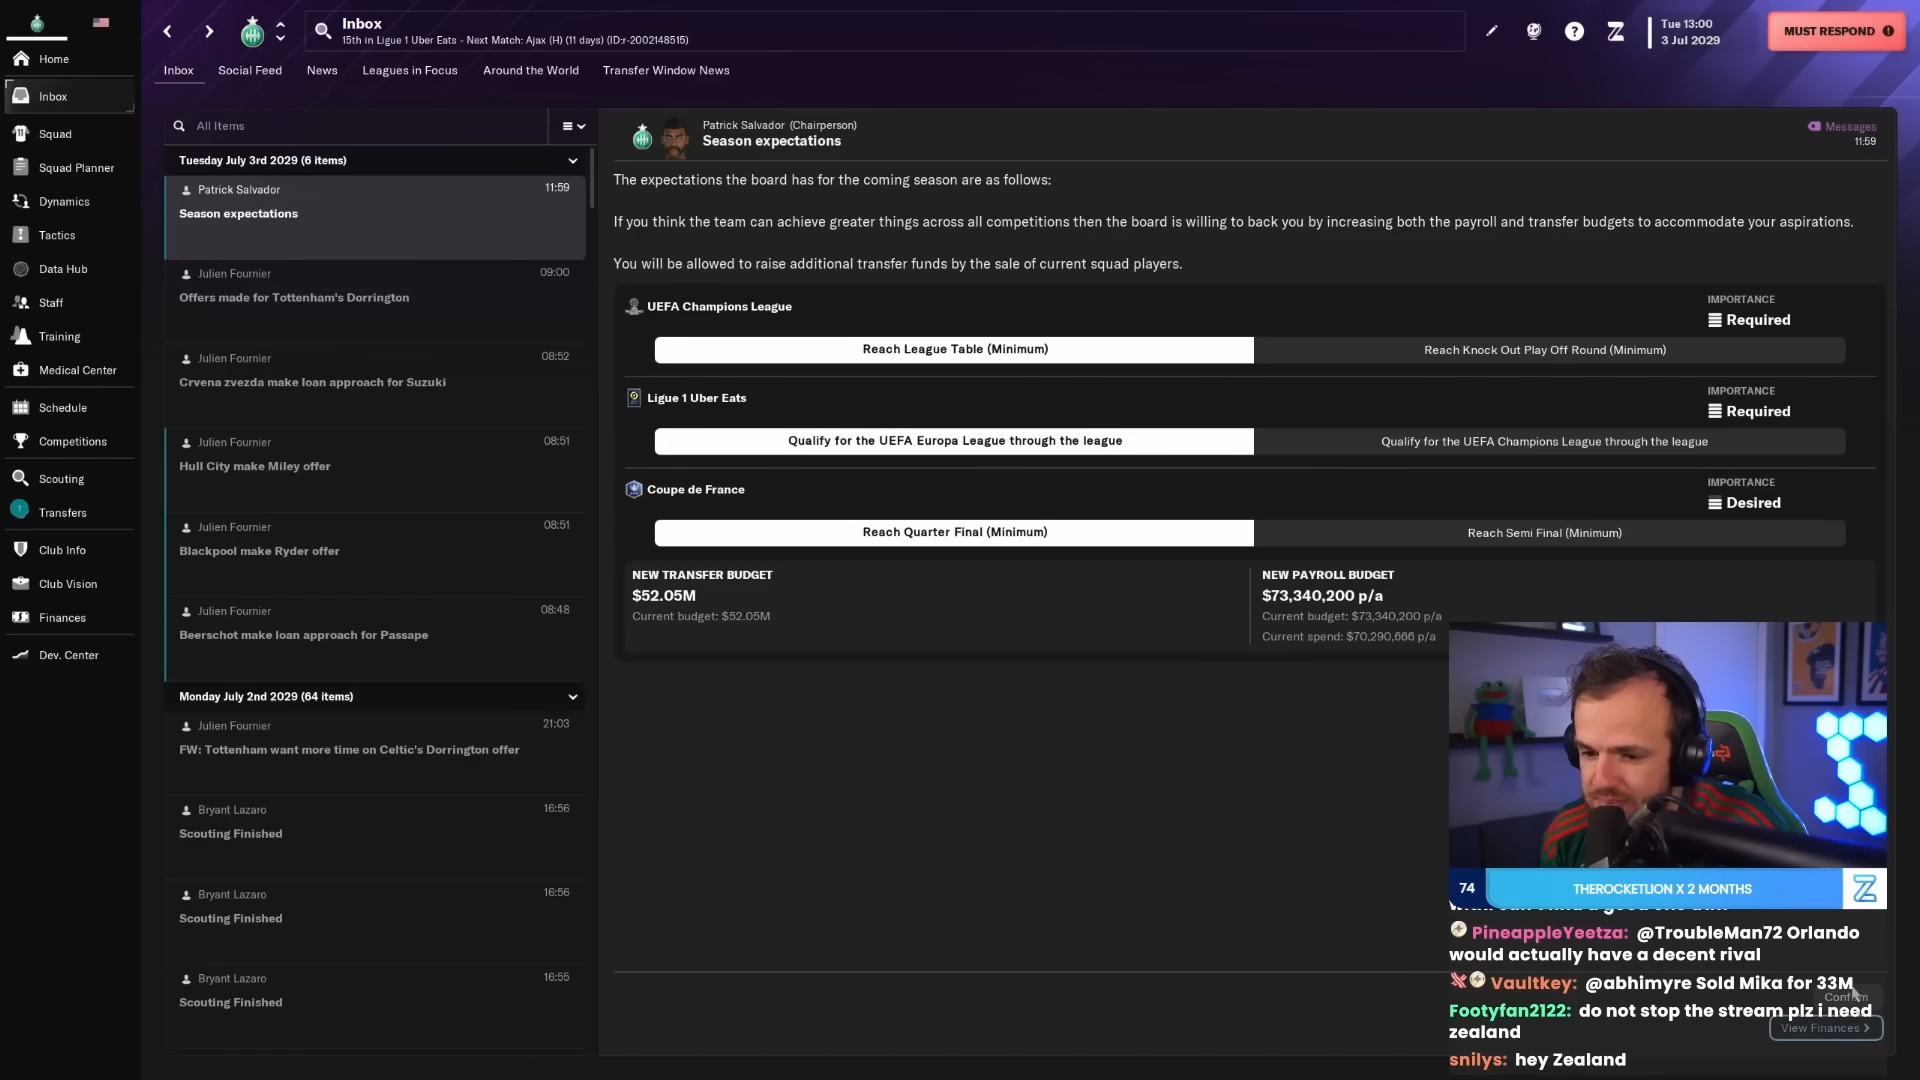 Inbox
15th in Ligue 1 Uber Eats - Next Match: Ajax (H) (11 days) (ID:r-2002148515)
Tue 13:00
3 Jul 2029
MUST RESPOND
Home
Inbox
Squad
Squad Planner
Dynamics
Tactics
Data Hub
Staff
Training
Medical Center
Schedule
Competitions
Scouting
1
Transfers
Club Info
Club Vision
Finances
Dev. Center
Inbox
Social Feed
News
Leagues in Focus
Around the World
Transfer Window News
All Items
Tuesday July 3rd 2029 (6 items)
Patrick Salvador 11:59
Season expectations
Julien Fournier 09:00
Offers made for Tottenham's Dorrington
Julien Fournier 08:52
Crvena zvezda make loan approach for Suzuki
Julien Fournier 08:51
Hull City make Miley offer
Julien Fournier 08:51
Blackpool make Ryder offer
Julien Fournier 08:48
Beerschot make loan approach for Passape
Monday July 2nd 2029 (64 items)
Julien Fournier 21:03
FW: Tottenham want more time on Celtic's Dorrington offer
Bryant Lazaro 16:56
Scouting Finished
Bryant Lazaro 16:56
Scouting Finished
Bryant Lazaro 16:55
Scouting Finished
Patrick Salvador (Chairperson)
Season expectations
Messages
11:59
The expectations the board has for the coming season are as follows:
If you think the team can achieve greater things across all competitions then the board is willing to back you by increasing both the payroll and transfer budgets to accommodate your aspirations.
You will be allowed to raise additional transfer funds by the sale of current squad players.
UEFA Champions League
IMPORTANCE
Required
Reach League Table (Minimum)
Reach Knock Out Play Off Round (Minimum)
Ligue 1 Uber Eats
IMPORTANCE
Required
Qualify for the UEFA Europa League through the league
Qualify for the UEFA Champions League through the league
Coupe de France
IMPORTANCE
Desired
Reach Quarter Final (Minimum)
Reach Semi Final (Minimum)
NEW TRANSFER BUDGET
$52.05M
Current budget: $52.05M
NEW PAYROLL BUDGET
$73,340,200 p/a
Current budget: $73,340,200 p/a
Current spend: $70,290,666 p/a
74
THEROCKETLION X 2 MONTHS
PineappleYeetza: @TroubleMan72 Orlando
would actually have a decent rival
Vaultkey: @abhimyre Sold Mika for 33M
Confirm
Footyfan2122: do not stop the stream plz i need
zealand
View Finances
snilys: hey Zealand